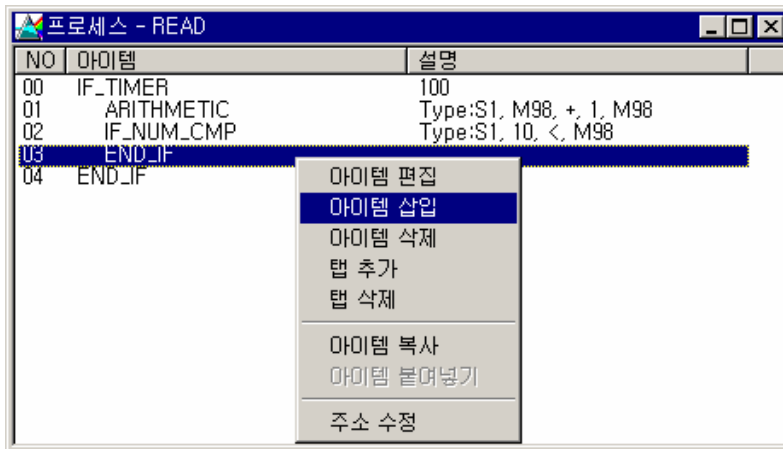 프로세스 - READ
NO 아이템 설명
00 IF_TIMER 100
01 ARITHMETIC Type:S1, M98, +, 1, M98
02 IF_NUM_CMP Type:S1, 10, <, M98
03 END_IF
04 END_IF
아이템 편집
아이템 삽입
아이템 삭제
탭 추가
탭 삭제
아이템 복사
아이템 붙여넣기
주소 수정